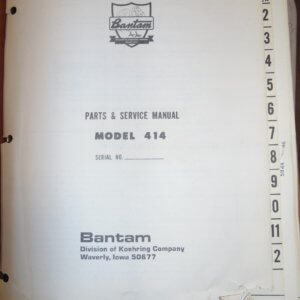 Bantam
PARTS & SERVICE MANUAL
MODEL 414
SERIAL NO.
Bantam
Division of Koehring Company
Waverly, Iowa 50677
2
3
4
5
6
7
8
9
0
11
2